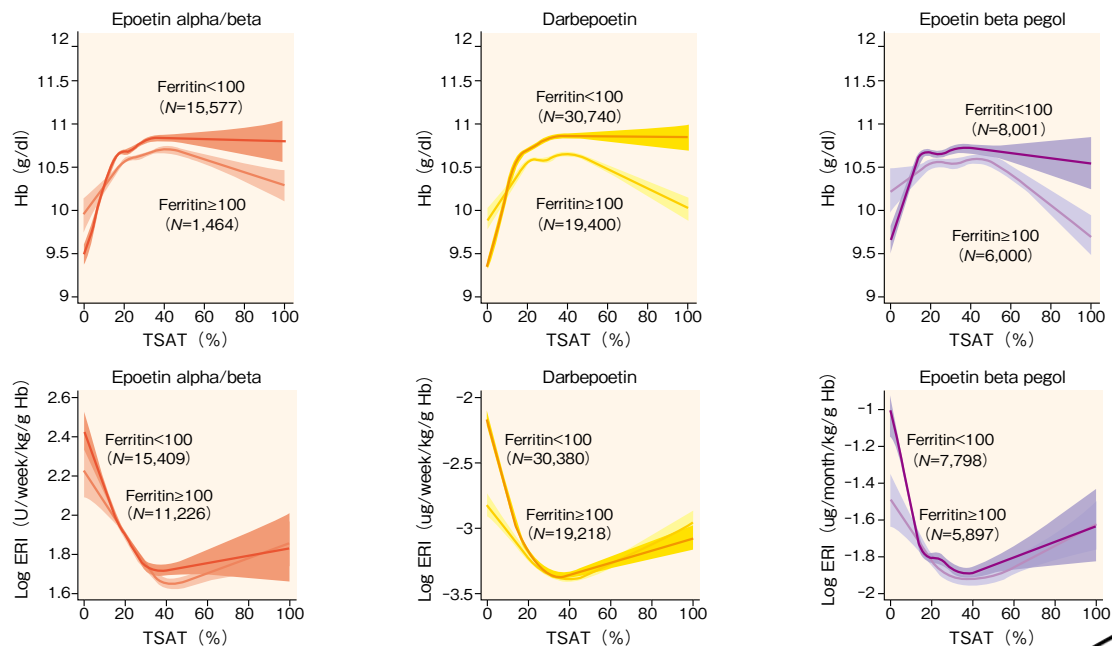 Epoetin alpha/beta
12
11.5
11
10.5
10
9.5
9
Hb (g/dl)
Ferritin<100
(N=15,577)
Ferritin≥100
(N=1,464)
0 20 40 60 80 100
TSAT (%)
Darbepoetin
12
11.5
11
10.5
10
9.5
9
Hb (g/dl)
Ferritin<100
(N=30,740)
Ferritin≥100
(N=19,400)
0 20 40 60 80 100
TSAT (%)
Epoetin beta pegol
12
11.5
11
10.5
10
9.5
9
Hb (g/dl)
Ferritin<100
(N=8,001)
Ferritin≥100
(N=6,000)
0 20 40 60 80 100
TSAT (%)
Epoetin alpha/beta
2.6
2.4
2.2
2
1.8
1.6
Log ERI (U/week/kg/g Hb)
Ferritin<100
(N=15,409)
Ferritin≥100
(N=11,226)
0 20 40 60 80 100
TSAT (%)
Darbepoetin
-2
-2.5
-3.0
-3.5
Log ERI (ug/week/kg/g Hb)
Ferritin<100
(N=30,380)
Ferritin≥100
(N=19,218)
0 20 40 60 80 100
TSAT (%)
Epoetin beta pegol
-1
-1.2
-1.4
-1.6
-1.8
-2
Log ERI (ug/month/kg/g Hb)
Ferritin<100
(N=7,798)
Ferritin≥100
(N=5,897)
0 20 40 60 80 100
TSAT (%)